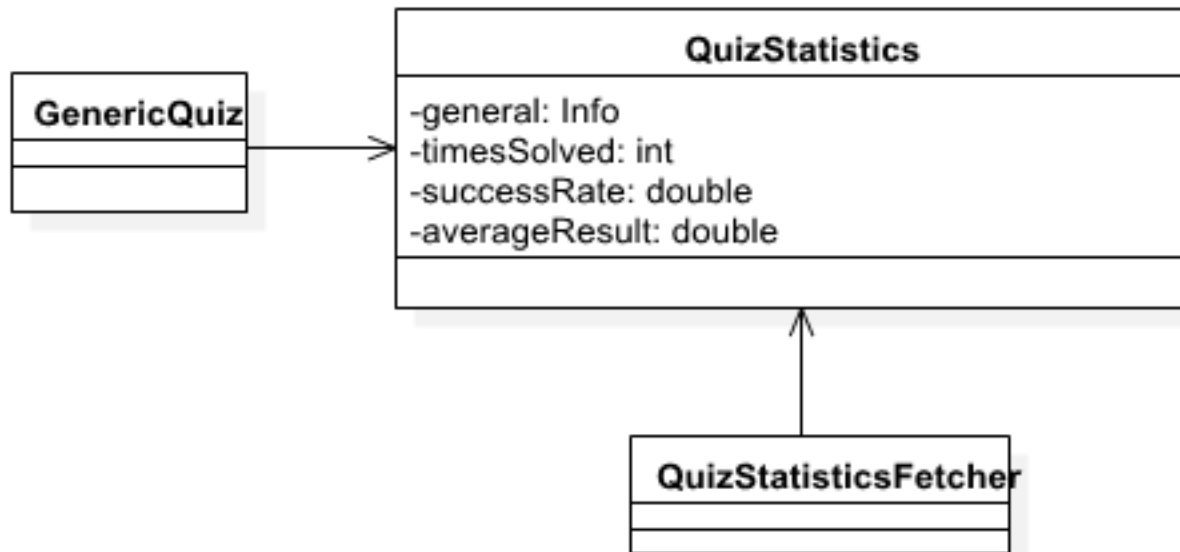 QuizStatistics
GenericQuiz
-general: Info
-timesSolved: int
-successRate: double
-averageResult: double
QuizStatisticsFetcher